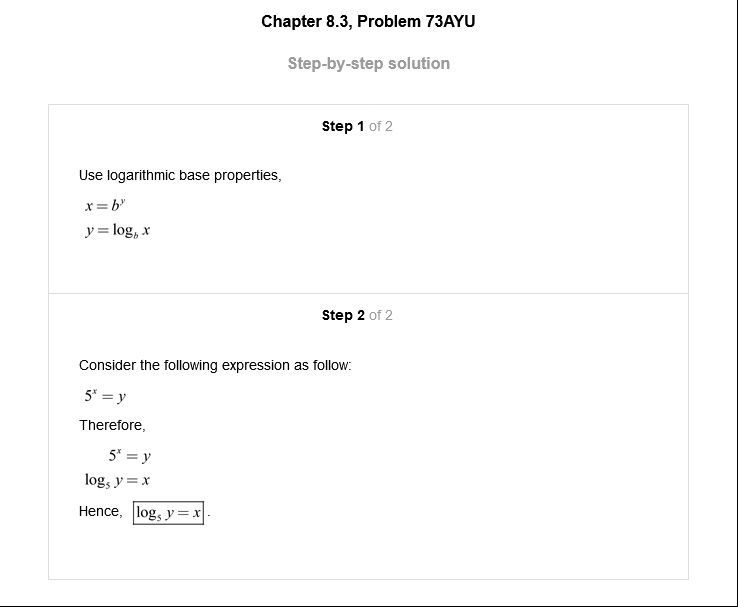 Chapter 8.3, Problem 73AYU
Step-by-step solution
Step 1 of 2
Use logarithmic base properties,
x = b^y
y = log_b x
Step 2 of 2
Consider the following expression as follow:
5^x = y
Therefore,
5^x = y
log_5 y = x
Hence, log_5 y = x.